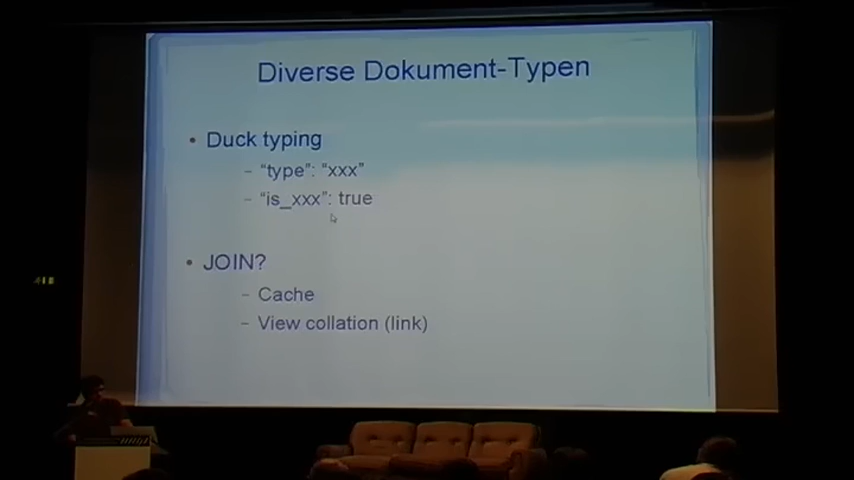 Diverse Dokument-Typen
• Duck typing
– “type”: “xxx”
– “is_xxx”: true
• JOIN?
– Cache
– View collation (link)